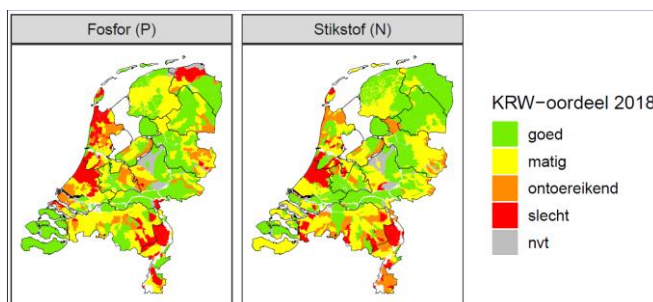 Fosfor (P)
Stikstof (N)
KRW-oordeel 2018
goed
matig
ontoereikend
slecht
nvt